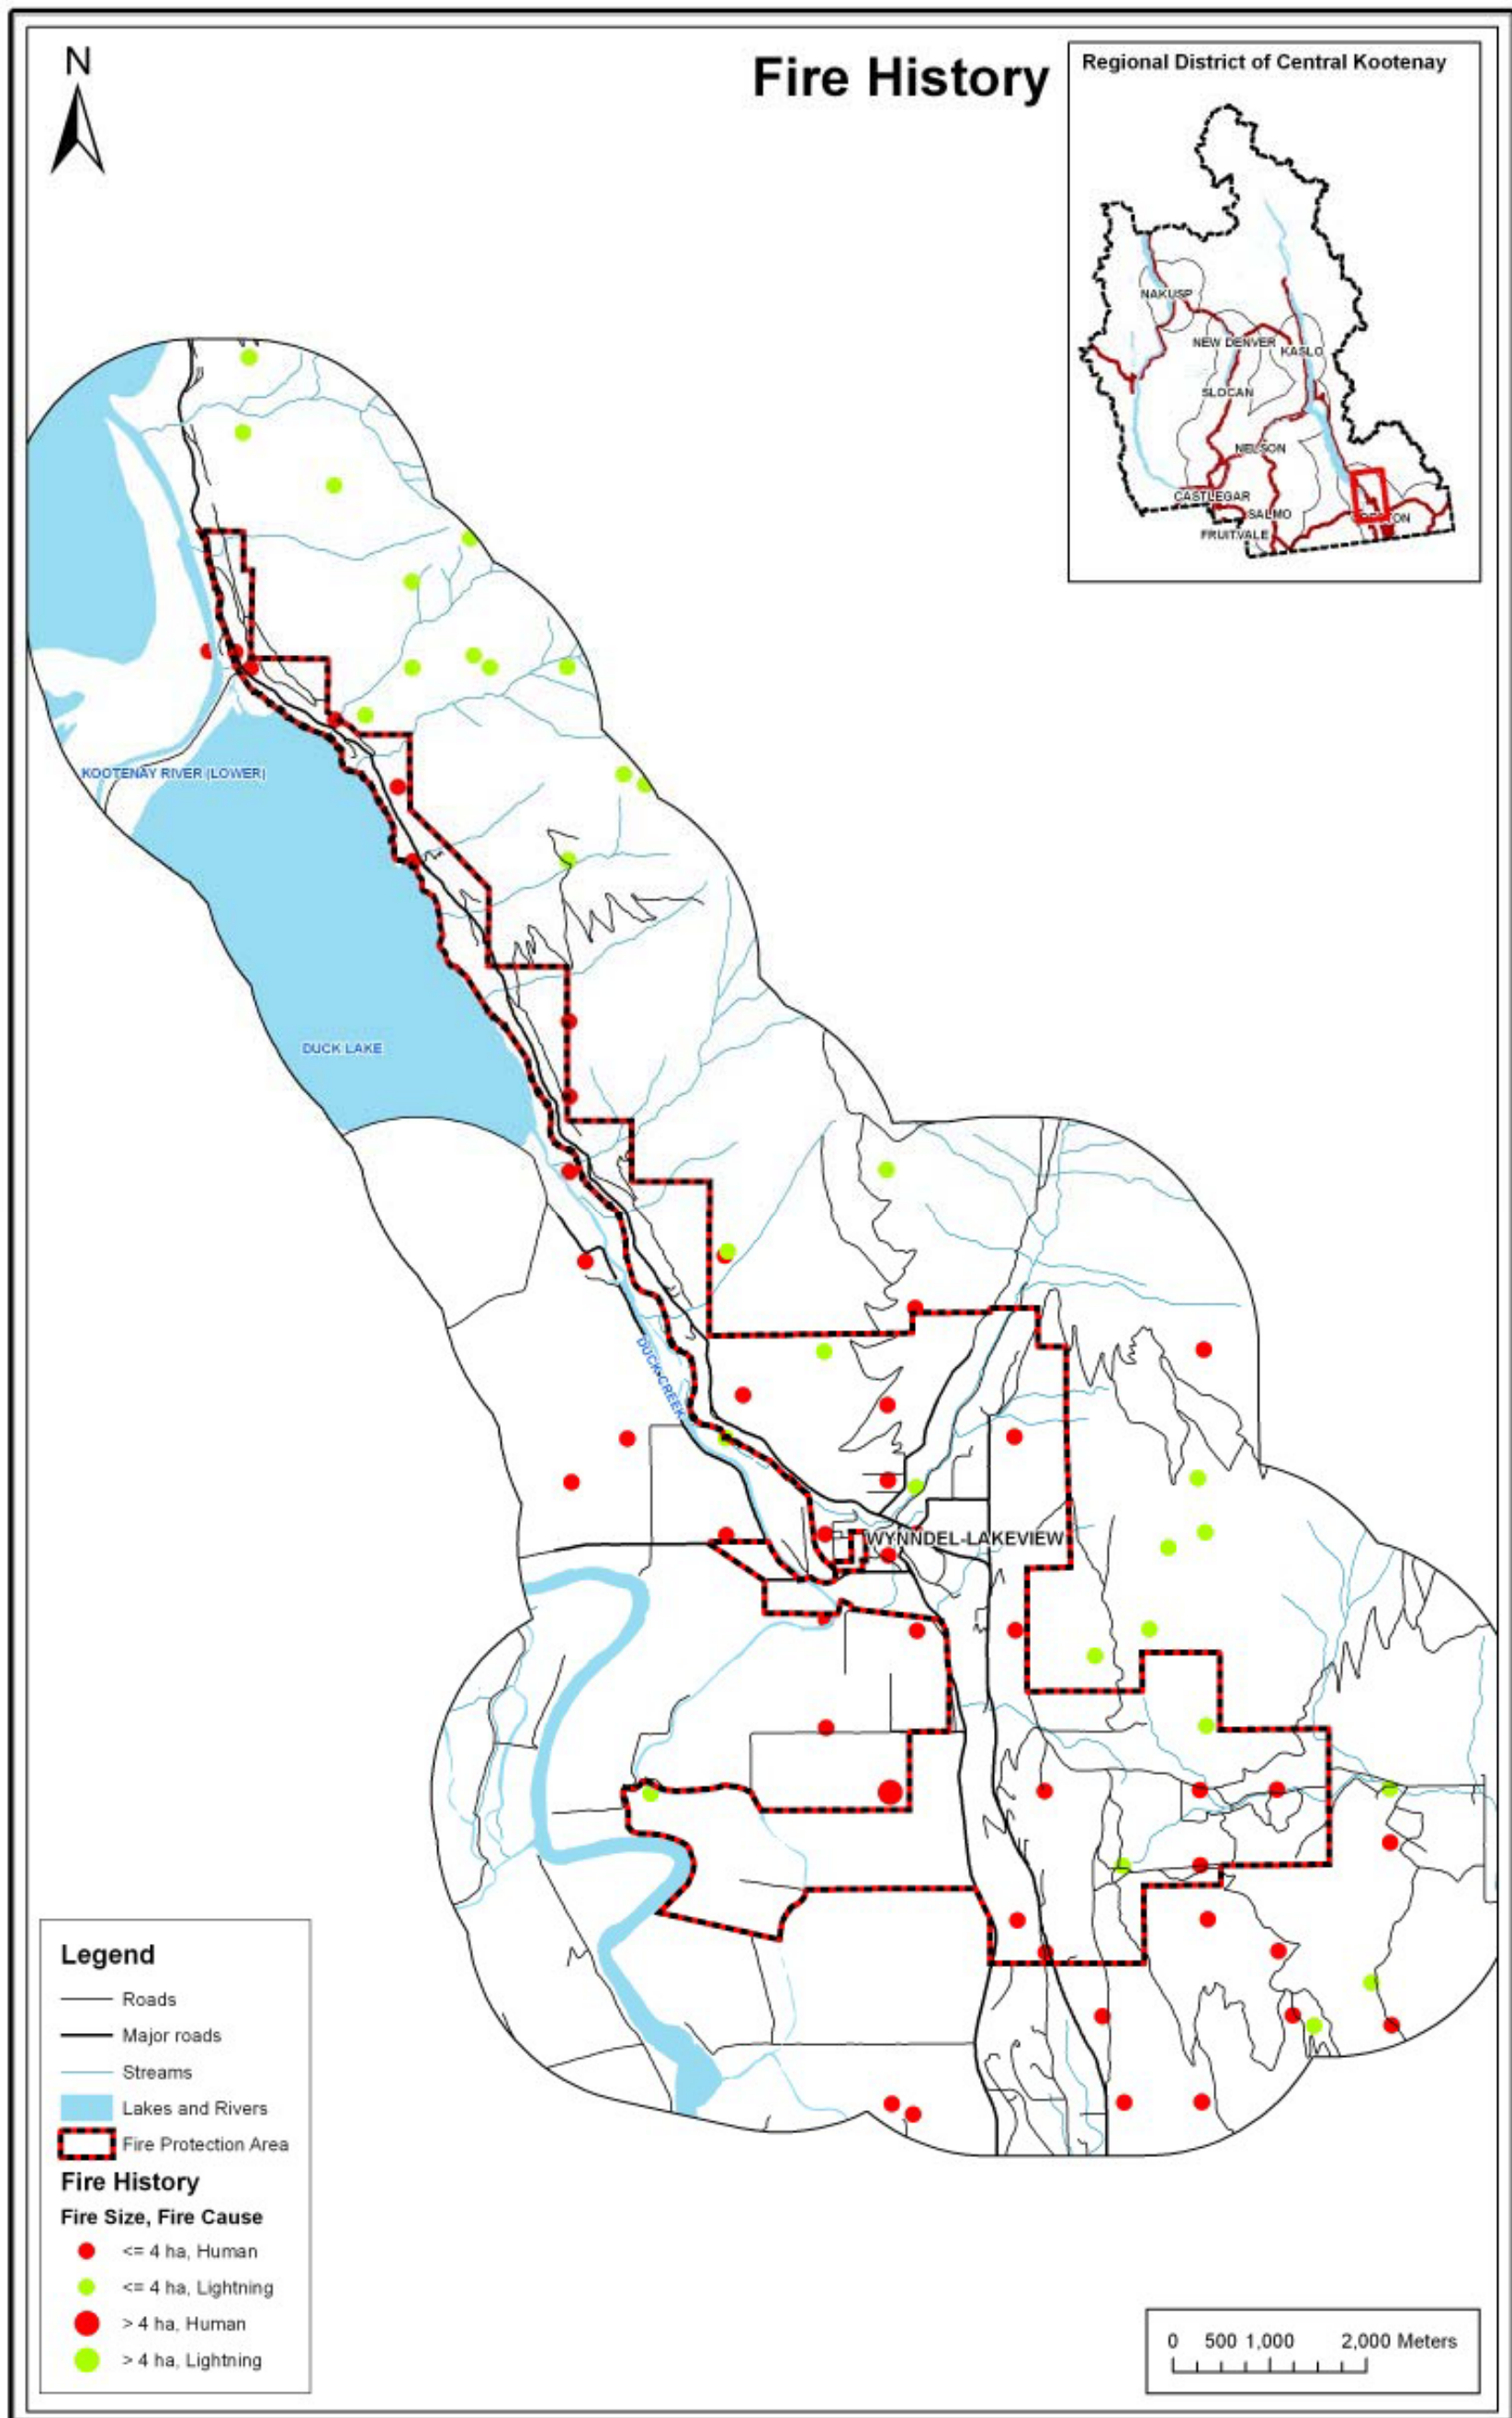 N
Fire History
Regional District of Central Kootenay
NAKUSP
NEW DENVER
KASLO
SLOCAN
NELSON
CASTLEGAR
SALMO
FRUITVALE
KOOTENAY RIVER (LOWER)
DUCK LAKE
DUCK CREEK
WYNNDEL-LAKEVIEW
Legend
Roads
Major roads
Streams
Lakes and Rivers
Fire Protection Area
Fire History
Fire Size, Fire Cause
<= 4 ha, Human
<= 4 ha, Lightning
> 4 ha, Human
> 4 ha, Lightning
0 500 1,000 2,000 Meters